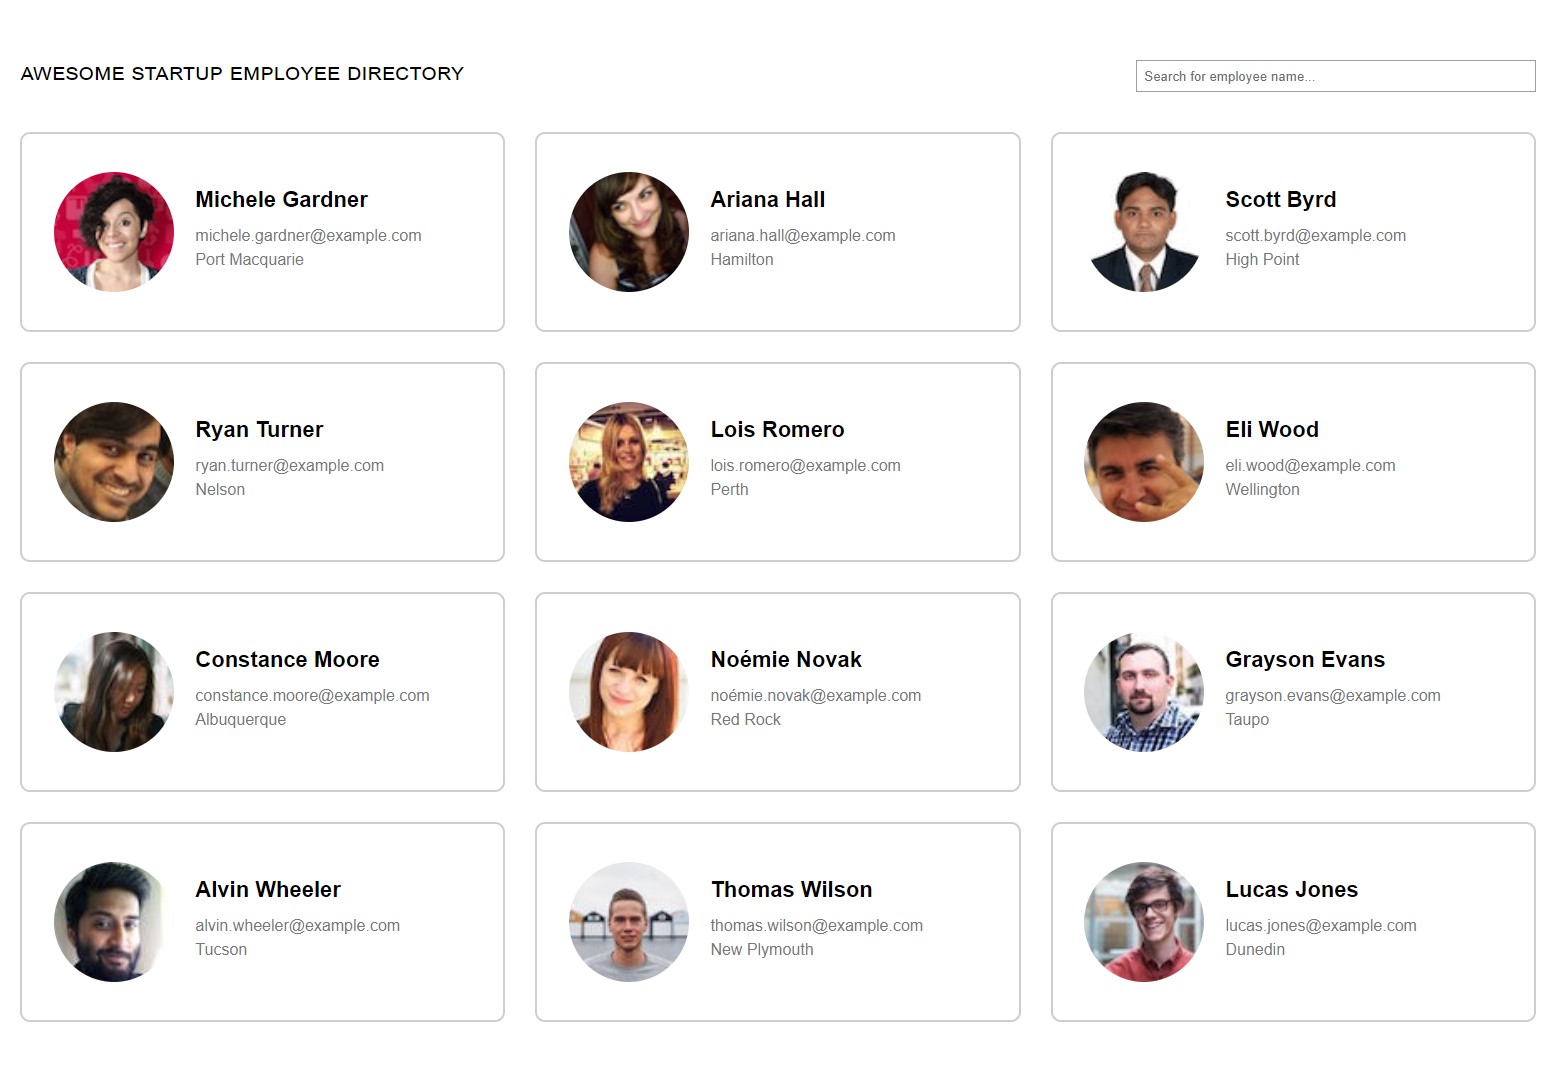 AWESOME STARTUP EMPLOYEE DIRECTORY
Search for employee name...
Michele Gardner
michele.gardner@example.com
Port Macquarie
Ariana Hall
ariana.hall@example.com
Hamilton
Scott Byrd
scott.byrd@example.com
High Point
Ryan Turner
ryan.turner@example.com
Nelson
Lois Romero
lois.romero@example.com
Perth
Eli Wood
eli.wood@example.com
Wellington
Constance Moore
constance.moore@example.com
Albuquerque
Noémie Novak
noémie.novak@example.com
Red Rock
Grayson Evans
grayson.evans@example.com
Taupo
Alvin Wheeler
alvin.wheeler@example.com
Tucson
Thomas Wilson
thomas.wilson@example.com
New Plymouth
Lucas Jones
lucas.jones@example.com
Dunedin